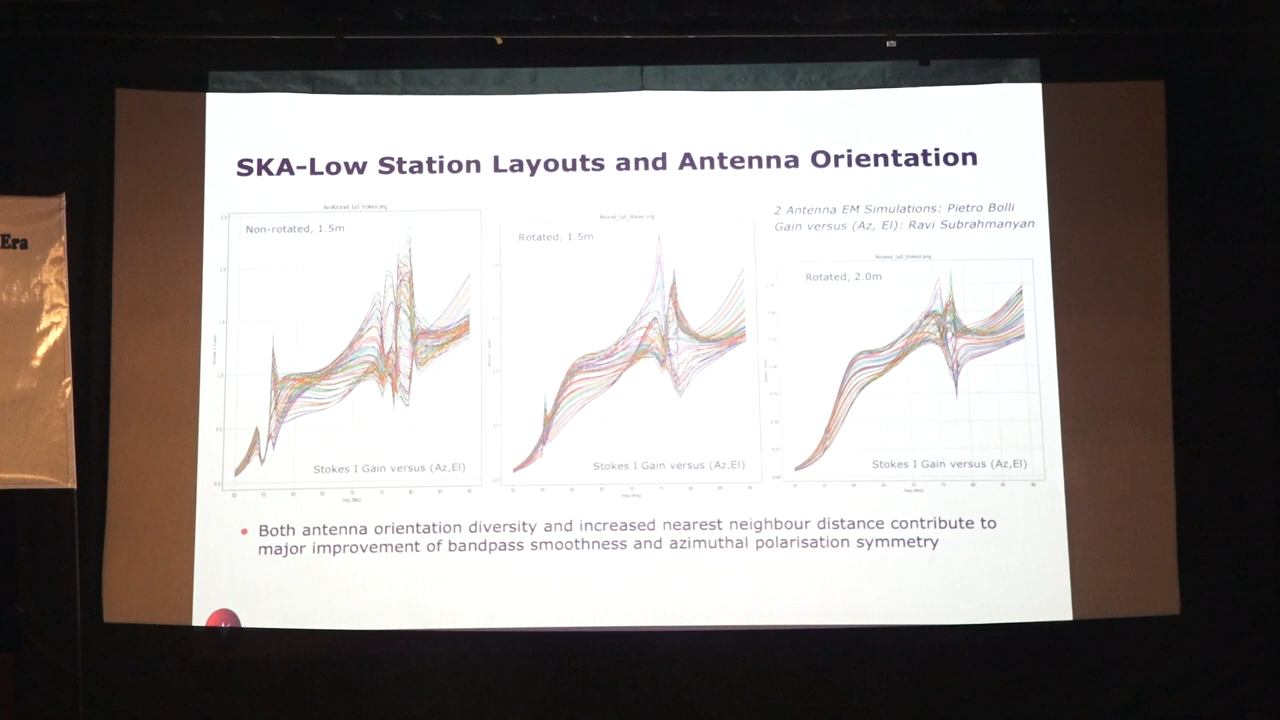 SKA-Low Station Layouts and Antenna Orientation
Era
2 Antenna EM Simulations: Pietro Bolli
Gain versus (Az, El): Ravi Subrahmanyan
Non-rotated, 1.5m
Rotated, 1.5m
Rotated, 2.0m
Stokes I Gain versus (Az,El)
Stokes I Gain versus (Az,El)
Stokes I Gain versus (Az,El)
• Both antenna orientation diversity and increased nearest neighbour distance contribute to
major improvement of bandpass smoothness and azimuthal polarisation symmetry